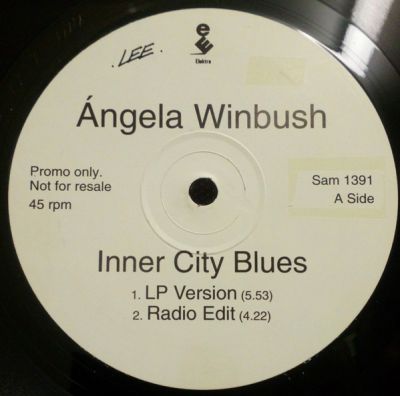 .LEE.
Elektra
Ángela Winbush
Promo only.
Not for resale
45 rpm
Sam 1391
A Side
Inner City Blues
1. LP Version (5.53)
2. Radio Edit (4.22)